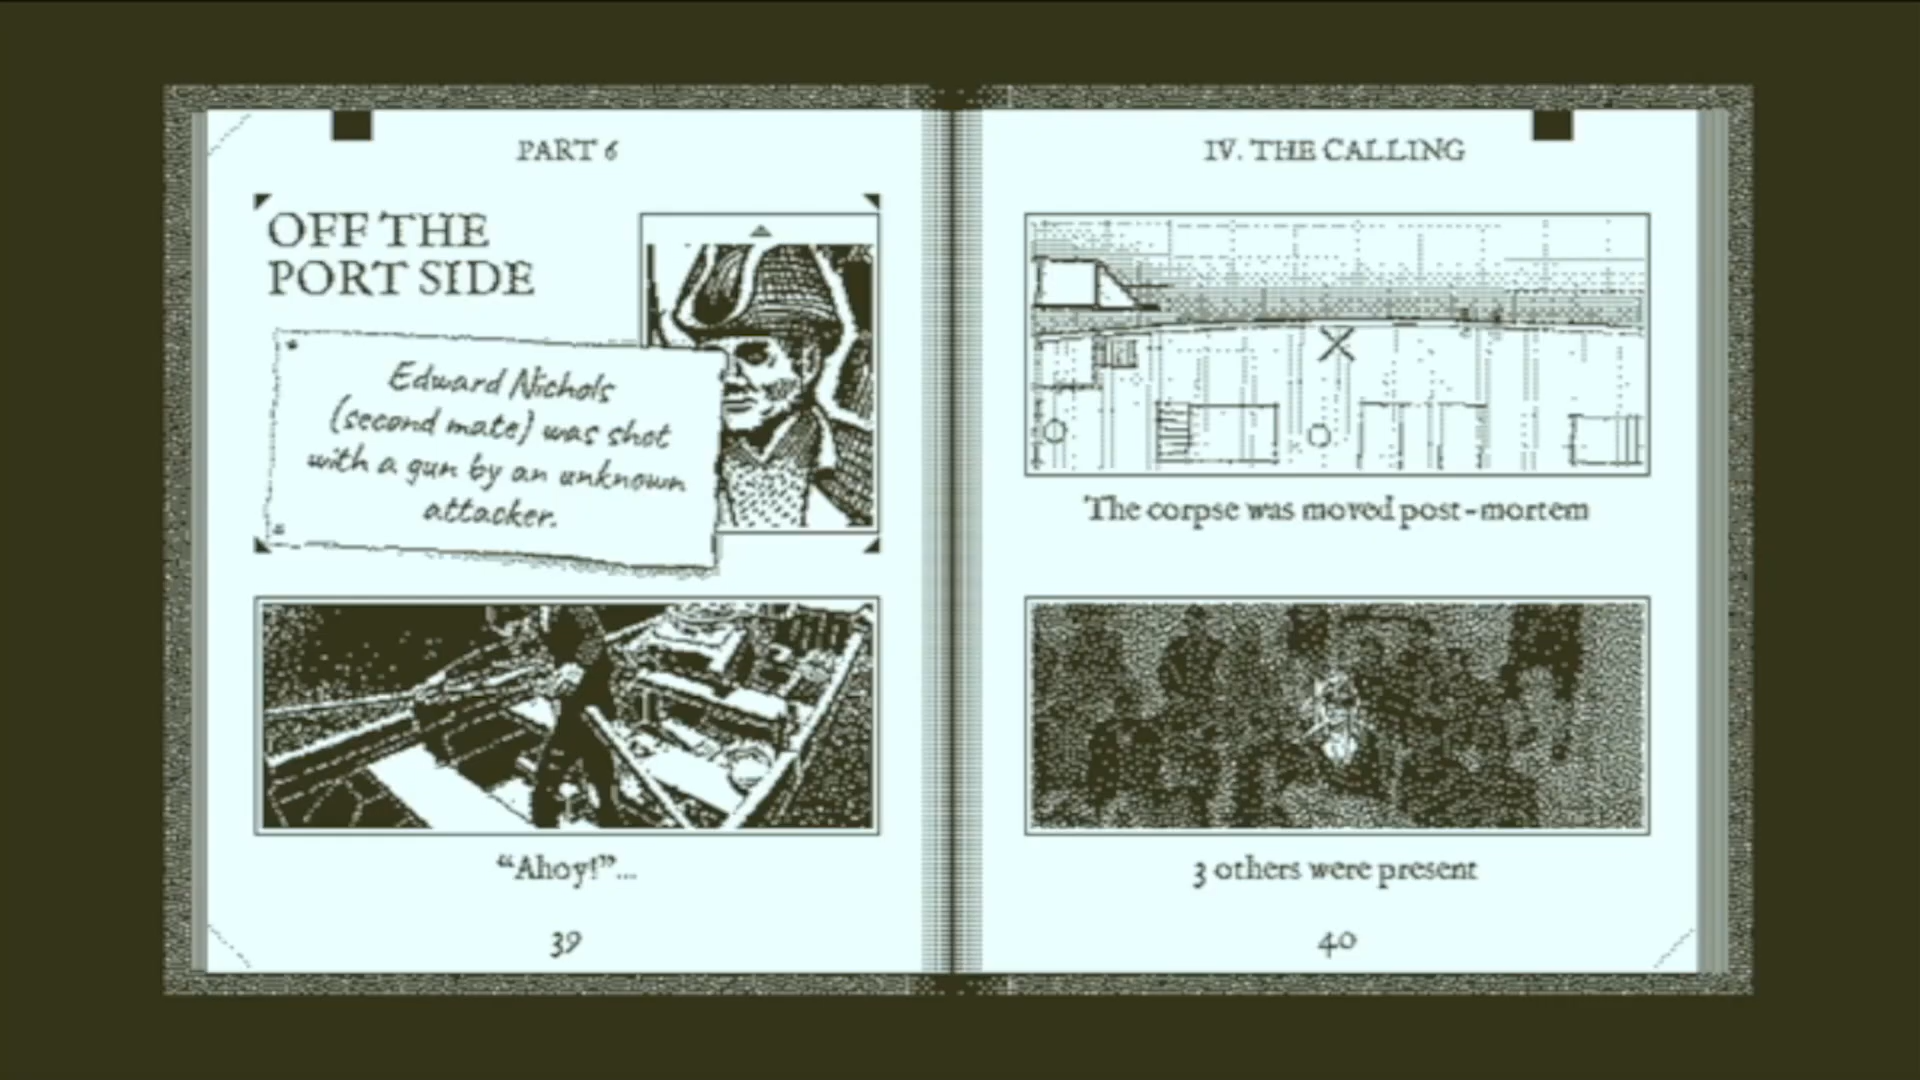 PART 6
OFF THE
PORT SIDE
Edward Nichols
(second mate) was shot
with a gun by an unknown
attacker.
"Ahoy!"...
39
IV. THE CALLING
The corpse was moved post-mortem
3 others were present
40